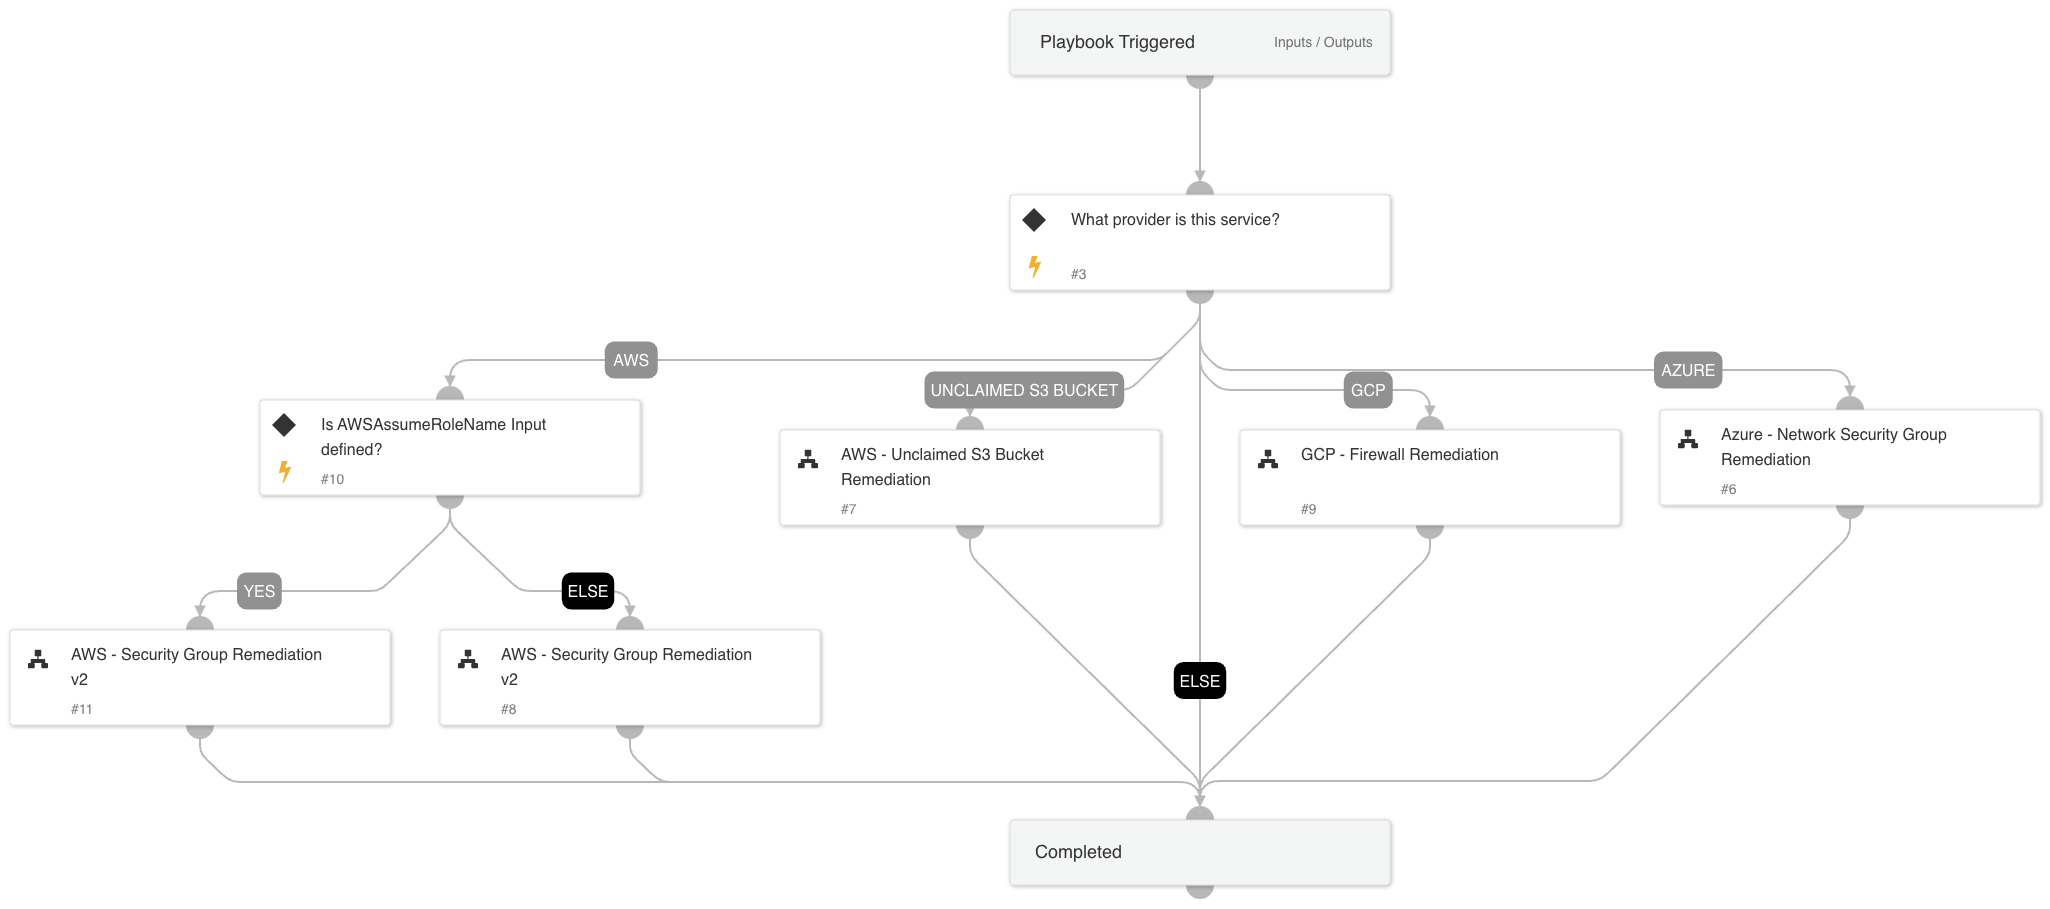 Playbook Triggered
Inputs / Outputs
What provider is this service?
#3
AWS
UNCLAIMED S3 BUCKET
GCP
AZURE
Is AWSAssumeRoleName Input
defined?
#10
AWS - Unclaimed S3 Bucket
Remediation
#7
GCP - Firewall Remediation
#9
Azure - Network Security Group
Remediation
#6
YES
ELSE
AWS - Security Group Remediation
v2
#11
AWS - Security Group Remediation
v2
#8
ELSE
Completed